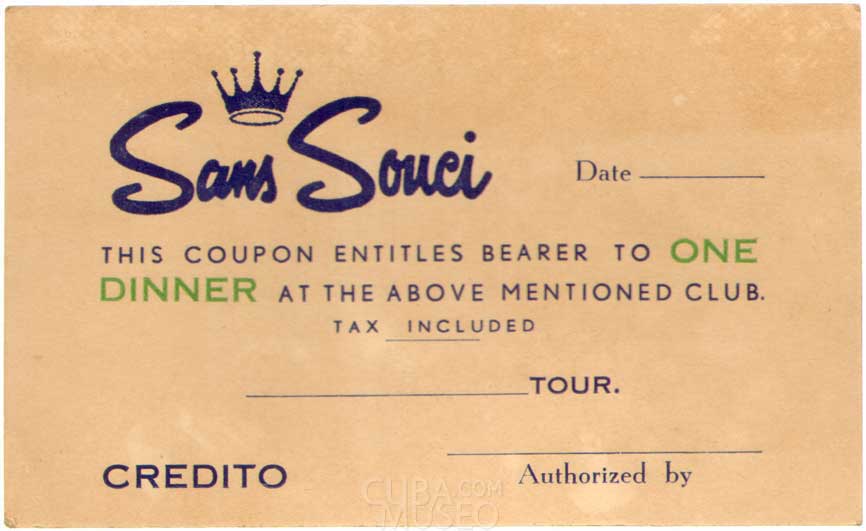 Sans Souci
Date
THIS COUPON ENTITLES BEARER TO ONE
DINNER AT THE ABOVE MENTIONED CLUB.
TAX INCLUDED
TOUR.
CREDITO
Authorized by
CUBA.COM
MUSEO